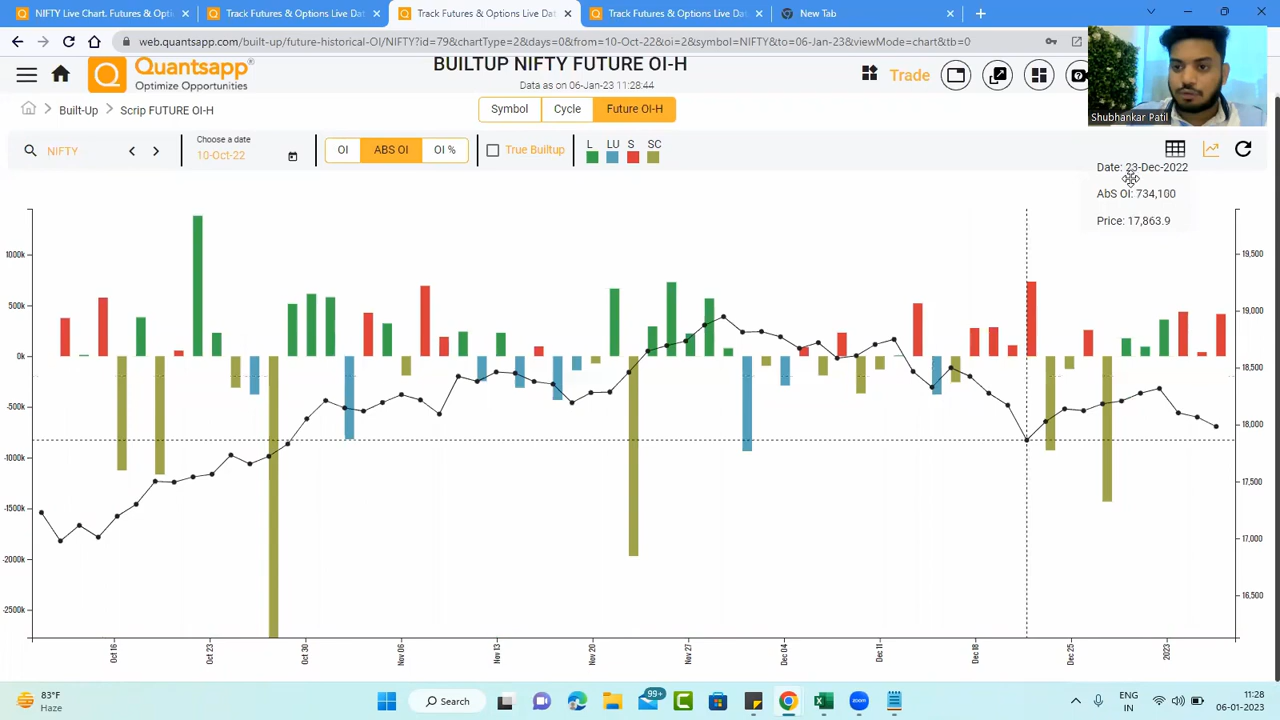 Q Live Chart. Futures & Options Li
Track Futures & Options Live Dat
Track Futures & Options Live Dat
Track Futures & Options Live Dat
New Tab
web.quantsapp.com/built-up/future-historical-OI/NIFTY?id=79&chartType=2&days=0&from=10-Oct-22&oi=2&symbol=NIFTY&to=06-Jan-23&viewMode=chart&tb=0
Quantsapp
Optimize Opportunities
BUILTUP NIFTY FUTURE OI-H
Data as on 06-Jan-23 11:28:44
Trade
Shubhankar Patil
Built-Up
Scrip FUTURE OI-H
Symbol
Cycle
Future OI-H
NIFTY
Choose a date
10-Oct-22
OI
ABS OI
OI %
True Builtup
L LU S SC
Date: 23-Dec-2022
AbS OI: 734,100
Price: 17,863.9
1000k
500k
0k
-500k
-1000k
-1500k
-2000k
-2500k
19,500
19,000
18,500
18,000
17,500
17,000
16,500
Oct 16
Oct 23
Oct 30
Nov 06
Nov 13
Nov 20
Nov 27
Dec 04
Dec 11
Dec 18
Dec 25
2023
83°F
Haze
Search
99+
zoom
ENG
IN
11:28
06-01-2023